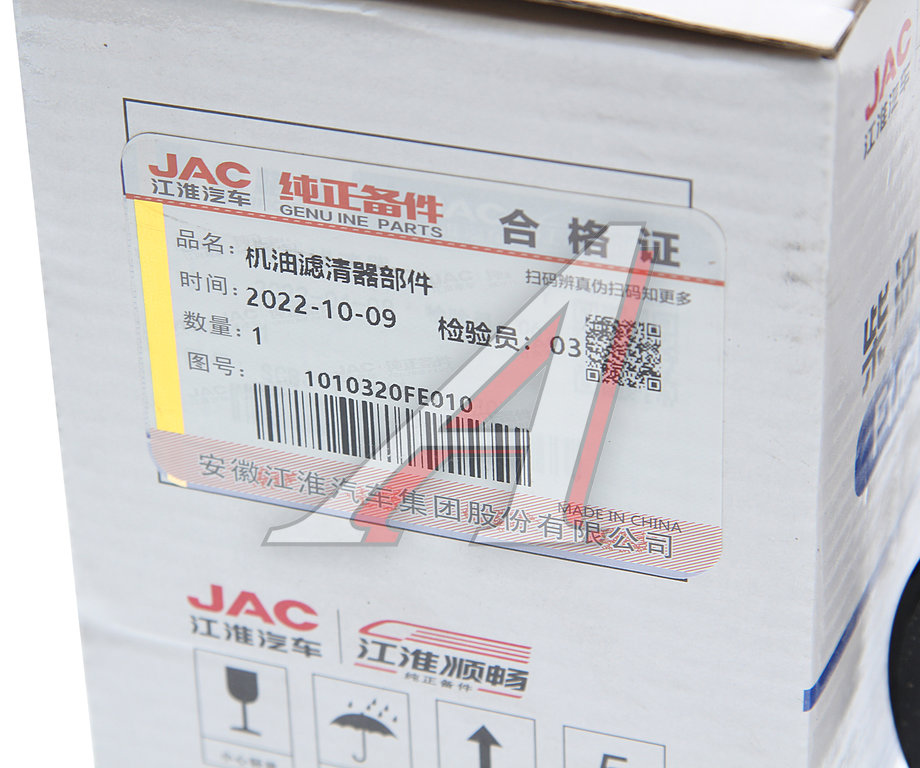 JAC
江淮汽车
纯正备件
GENUINE PARTS
合格证
扫码辨真伪扫码知更多
品名：机油滤清器部件
时间：2022-10-09
数量：1
检验员：03
图号：
1010320FE010
MADE IN CHINA
安徽江淮汽车集团股份有限公司
JAC
江淮汽车
江淮顺畅
纯正备件
JAC
江淮汽